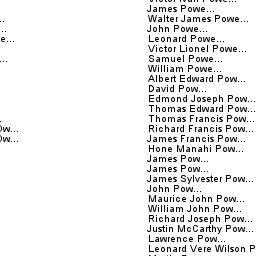 James Powe...
Walter James Powe...
John Powe...
Leonard Powe...
Victor Lionel Powe...
Samuel Powe...
William Powe...
Albert Edward Pow...
David Pow...
Edmond Joseph Pow...
Thomas Edward Pow...
Thomas Francis Pow...
Richard Francis Pow...
James Francis Pow...
Hone Manahi Pow...
James Pow...
James Pow...
James Sylvester Pow...
John Pow...
Maurice John Pow...
William John Pow...
Richard Joseph Pow...
Justin McCarthy Pow...
Lawrence Pow...
Leonard Vere Wilson P